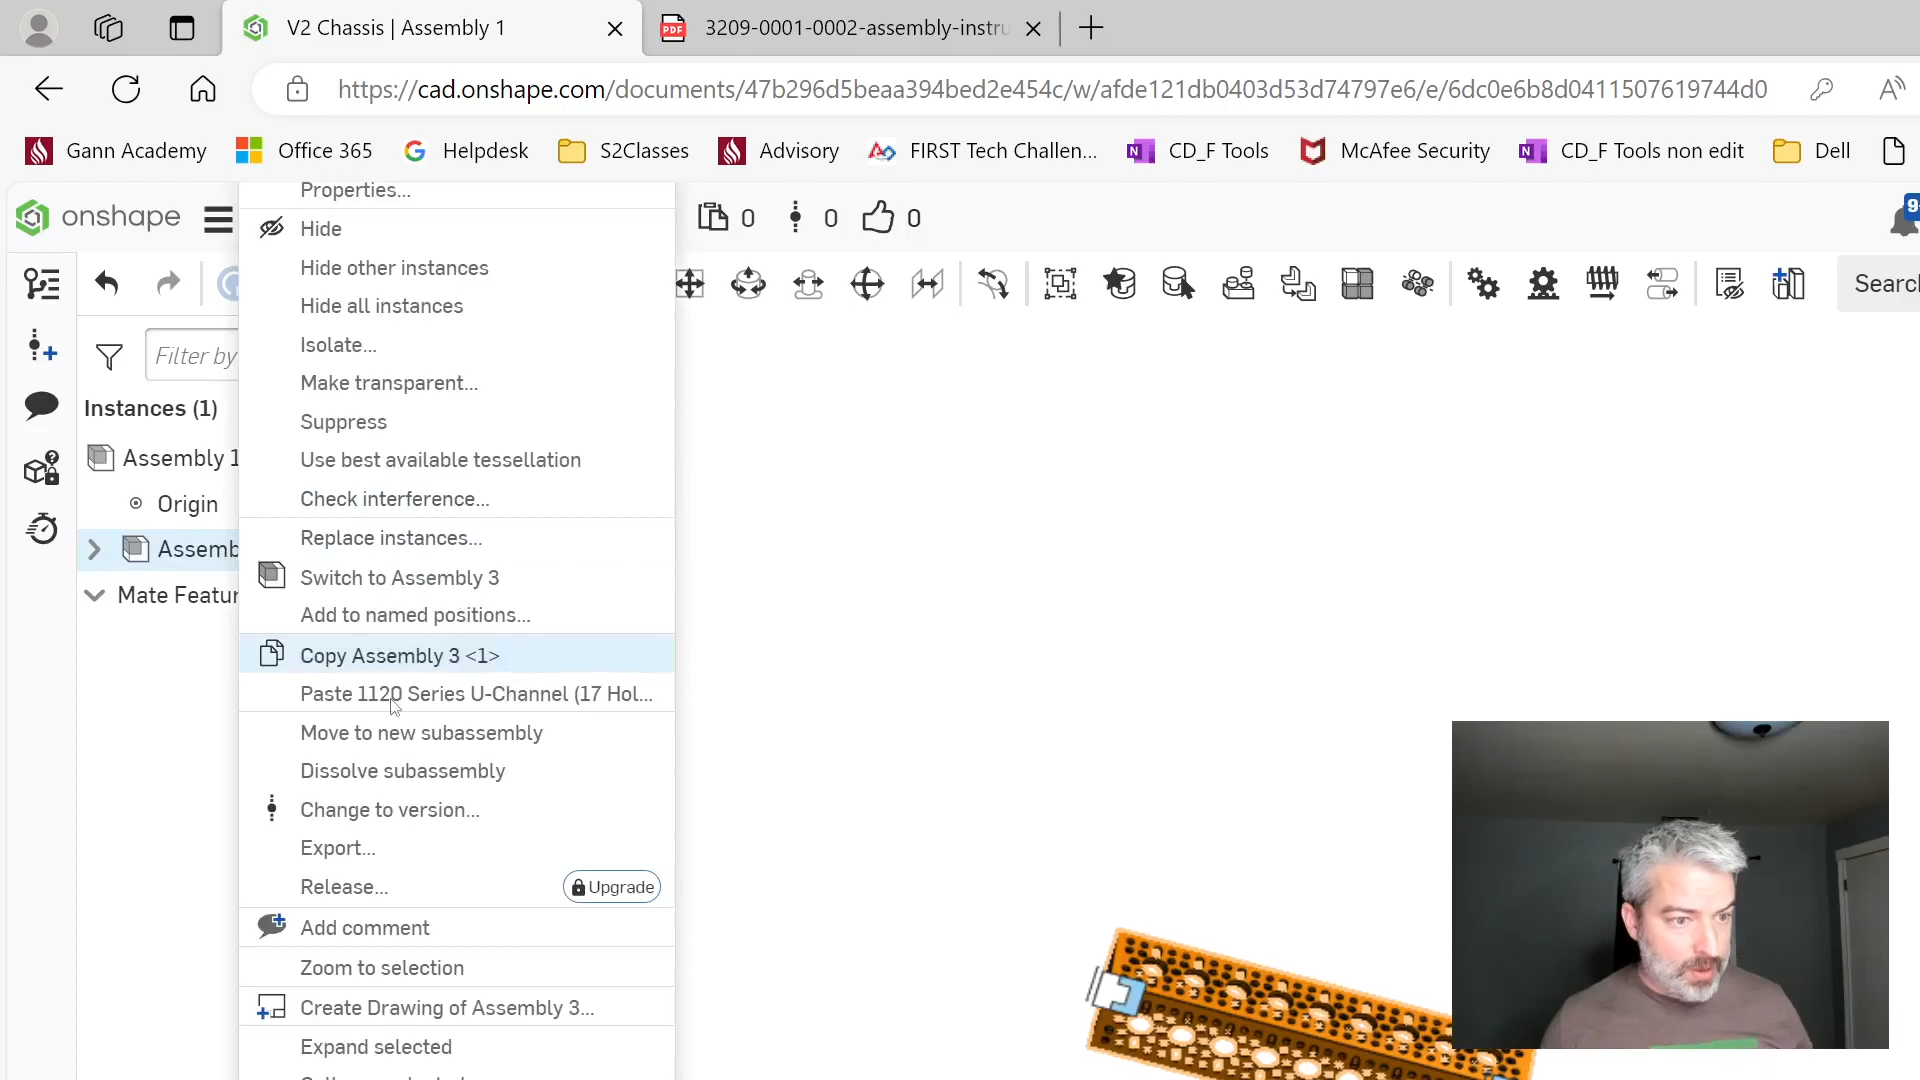 V2 Chassis | Assembly 1
3209-0001-0002-assembly-instru
https://cad.onshape.com/documents/47b296d5beaa394bed2e454c/w/afde121db0403d53d74797e6/e/6dc0e6b8d0411507619744d0
Gann Academy
Office 365
Helpdesk
S2Classes
Advisory
FIRST Tech Challen...
CD_F Tools
McAfee Security
CD_F Tools non edit
Dell
onshape
0
0
0
9
Properties...
Hide
Hide other instances
Hide all instances
Isolate...
Make transparent...
Suppress
Use best available tessellation
Check interference...
Replace instances...
Switch to Assembly 3
Add to named positions...
Copy Assembly 3 <1>
Paste 1120 Series U-Channel (17 Hol...
Move to new subassembly
Dissolve subassembly
Change to version...
Export...
Release...
Upgrade
Add comment
Zoom to selection
Create Drawing of Assembly 3...
Expand selected
Filter by
Instances (1)
Assembly 1
Origin
Assemb
Mate Featur
Searc